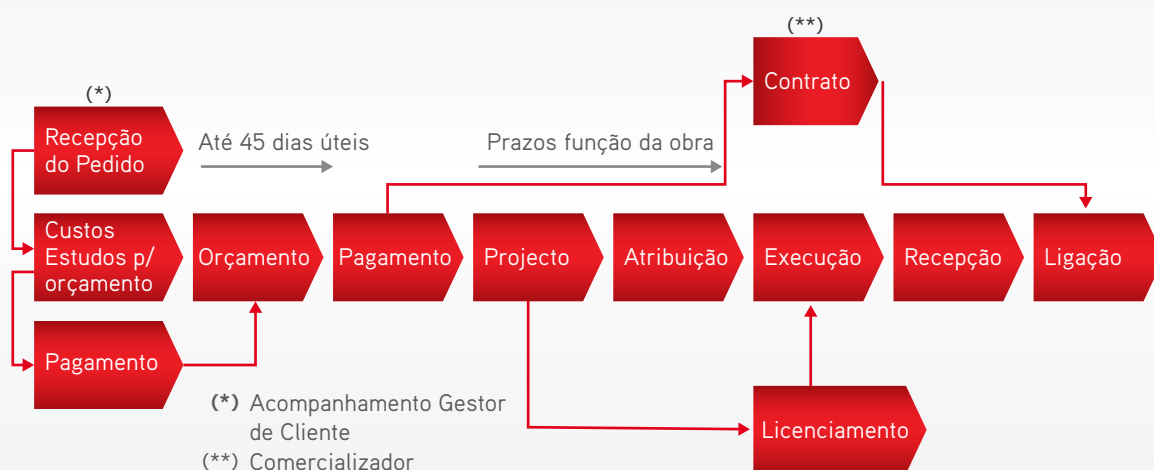 (**)
Contrato
(*)
Recepção
do Pedido
Até 45 dias úteis
Prazos função da obra
Custos
Estudos p/
orçamento
Orçamento
Pagamento
Projecto
Atribuição
Execução
Recepção
Ligação
Pagamento
(*) Acompanhamento Gestor
de Cliente
(**) Comercializador
Licenciamento